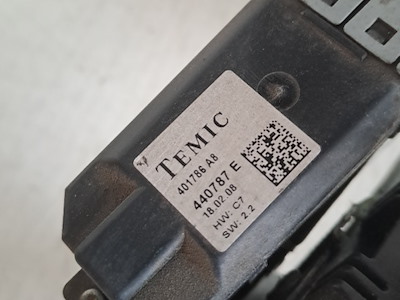 TEMIC
401786 A8
440787 E
18.02.08
HW: C7
SW: 2.2